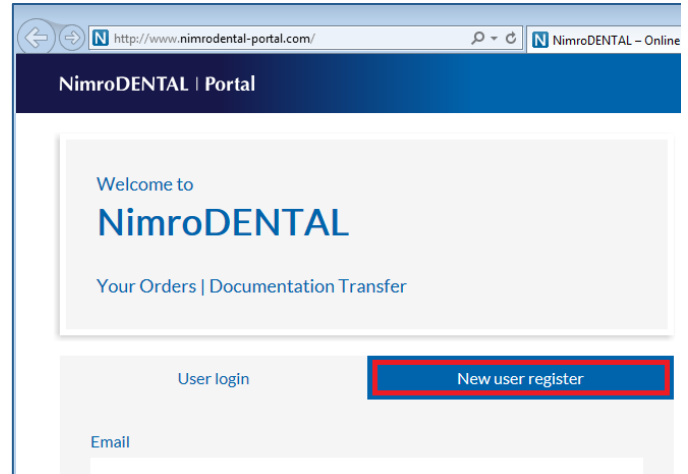 http://www.nimrodental-portal.com/
NimroDENTAL – Online
NimroDENTAL | Portal
Welcome to
NimroDENTAL
Your Orders | Documentation Transfer
User login
New user register
Email